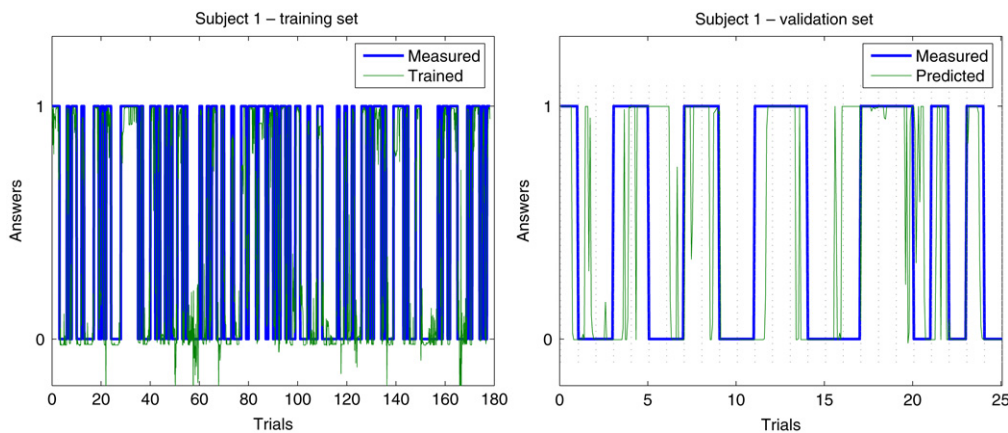 Subject 1 – training set
Measured
Trained
Answers
1
0
0 20 40 60 80 100 120 140 160 180
Trials
Subject 1 – validation set
Measured
Predicted
Answers
1
0
0 5 10 15 20 25
Trials